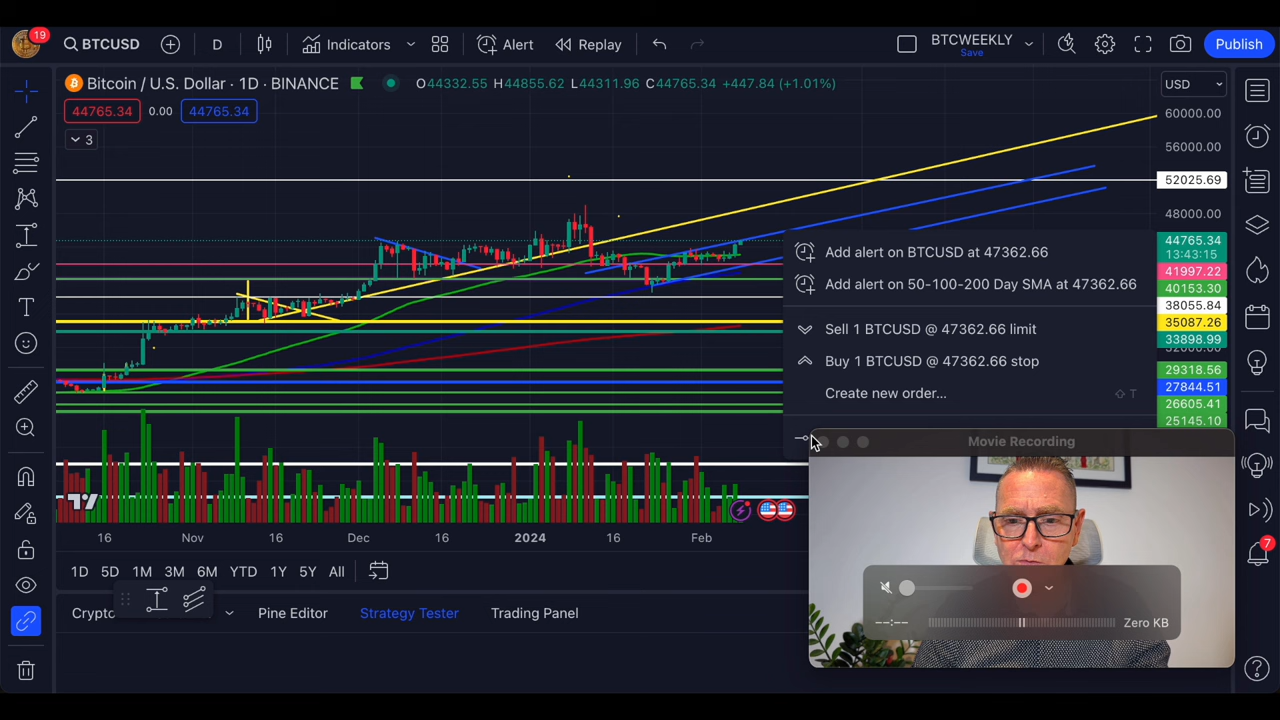 19
BTCUSD
D
Indicators
Alert
Replay
BTCWEEKLY
Save
Publish
Bitcoin / U.S. Dollar · 1D · BINANCE
O44332.55 H44855.62 L44311.96 C44765.34 +447.84 (+1.01%)
USD
44765.34
0.00
44765.34
3
60000.00
56000.00
52025.69
48000.00
44765.34
13:43:15
41997.22
40153.30
38055.84
35087.26
33898.99
29318.56
27844.51
26605.41
25145.10
Add alert on BTCUSD at 47362.66
Add alert on 50-100-200 Day SMA at 47362.66
Sell 1 BTCUSD @ 47362.66 limit
Buy 1 BTCUSD @ 47362.66 stop
Create new order...
T
Movie Recording
16
Nov
16
Dec
16
2024
16
Feb
1D
5D
1M
3M
6M
YTD
1Y
5Y
All
7
Crypto
Pine Editor
Strategy Tester
Trading Panel
--:--
Zero KB